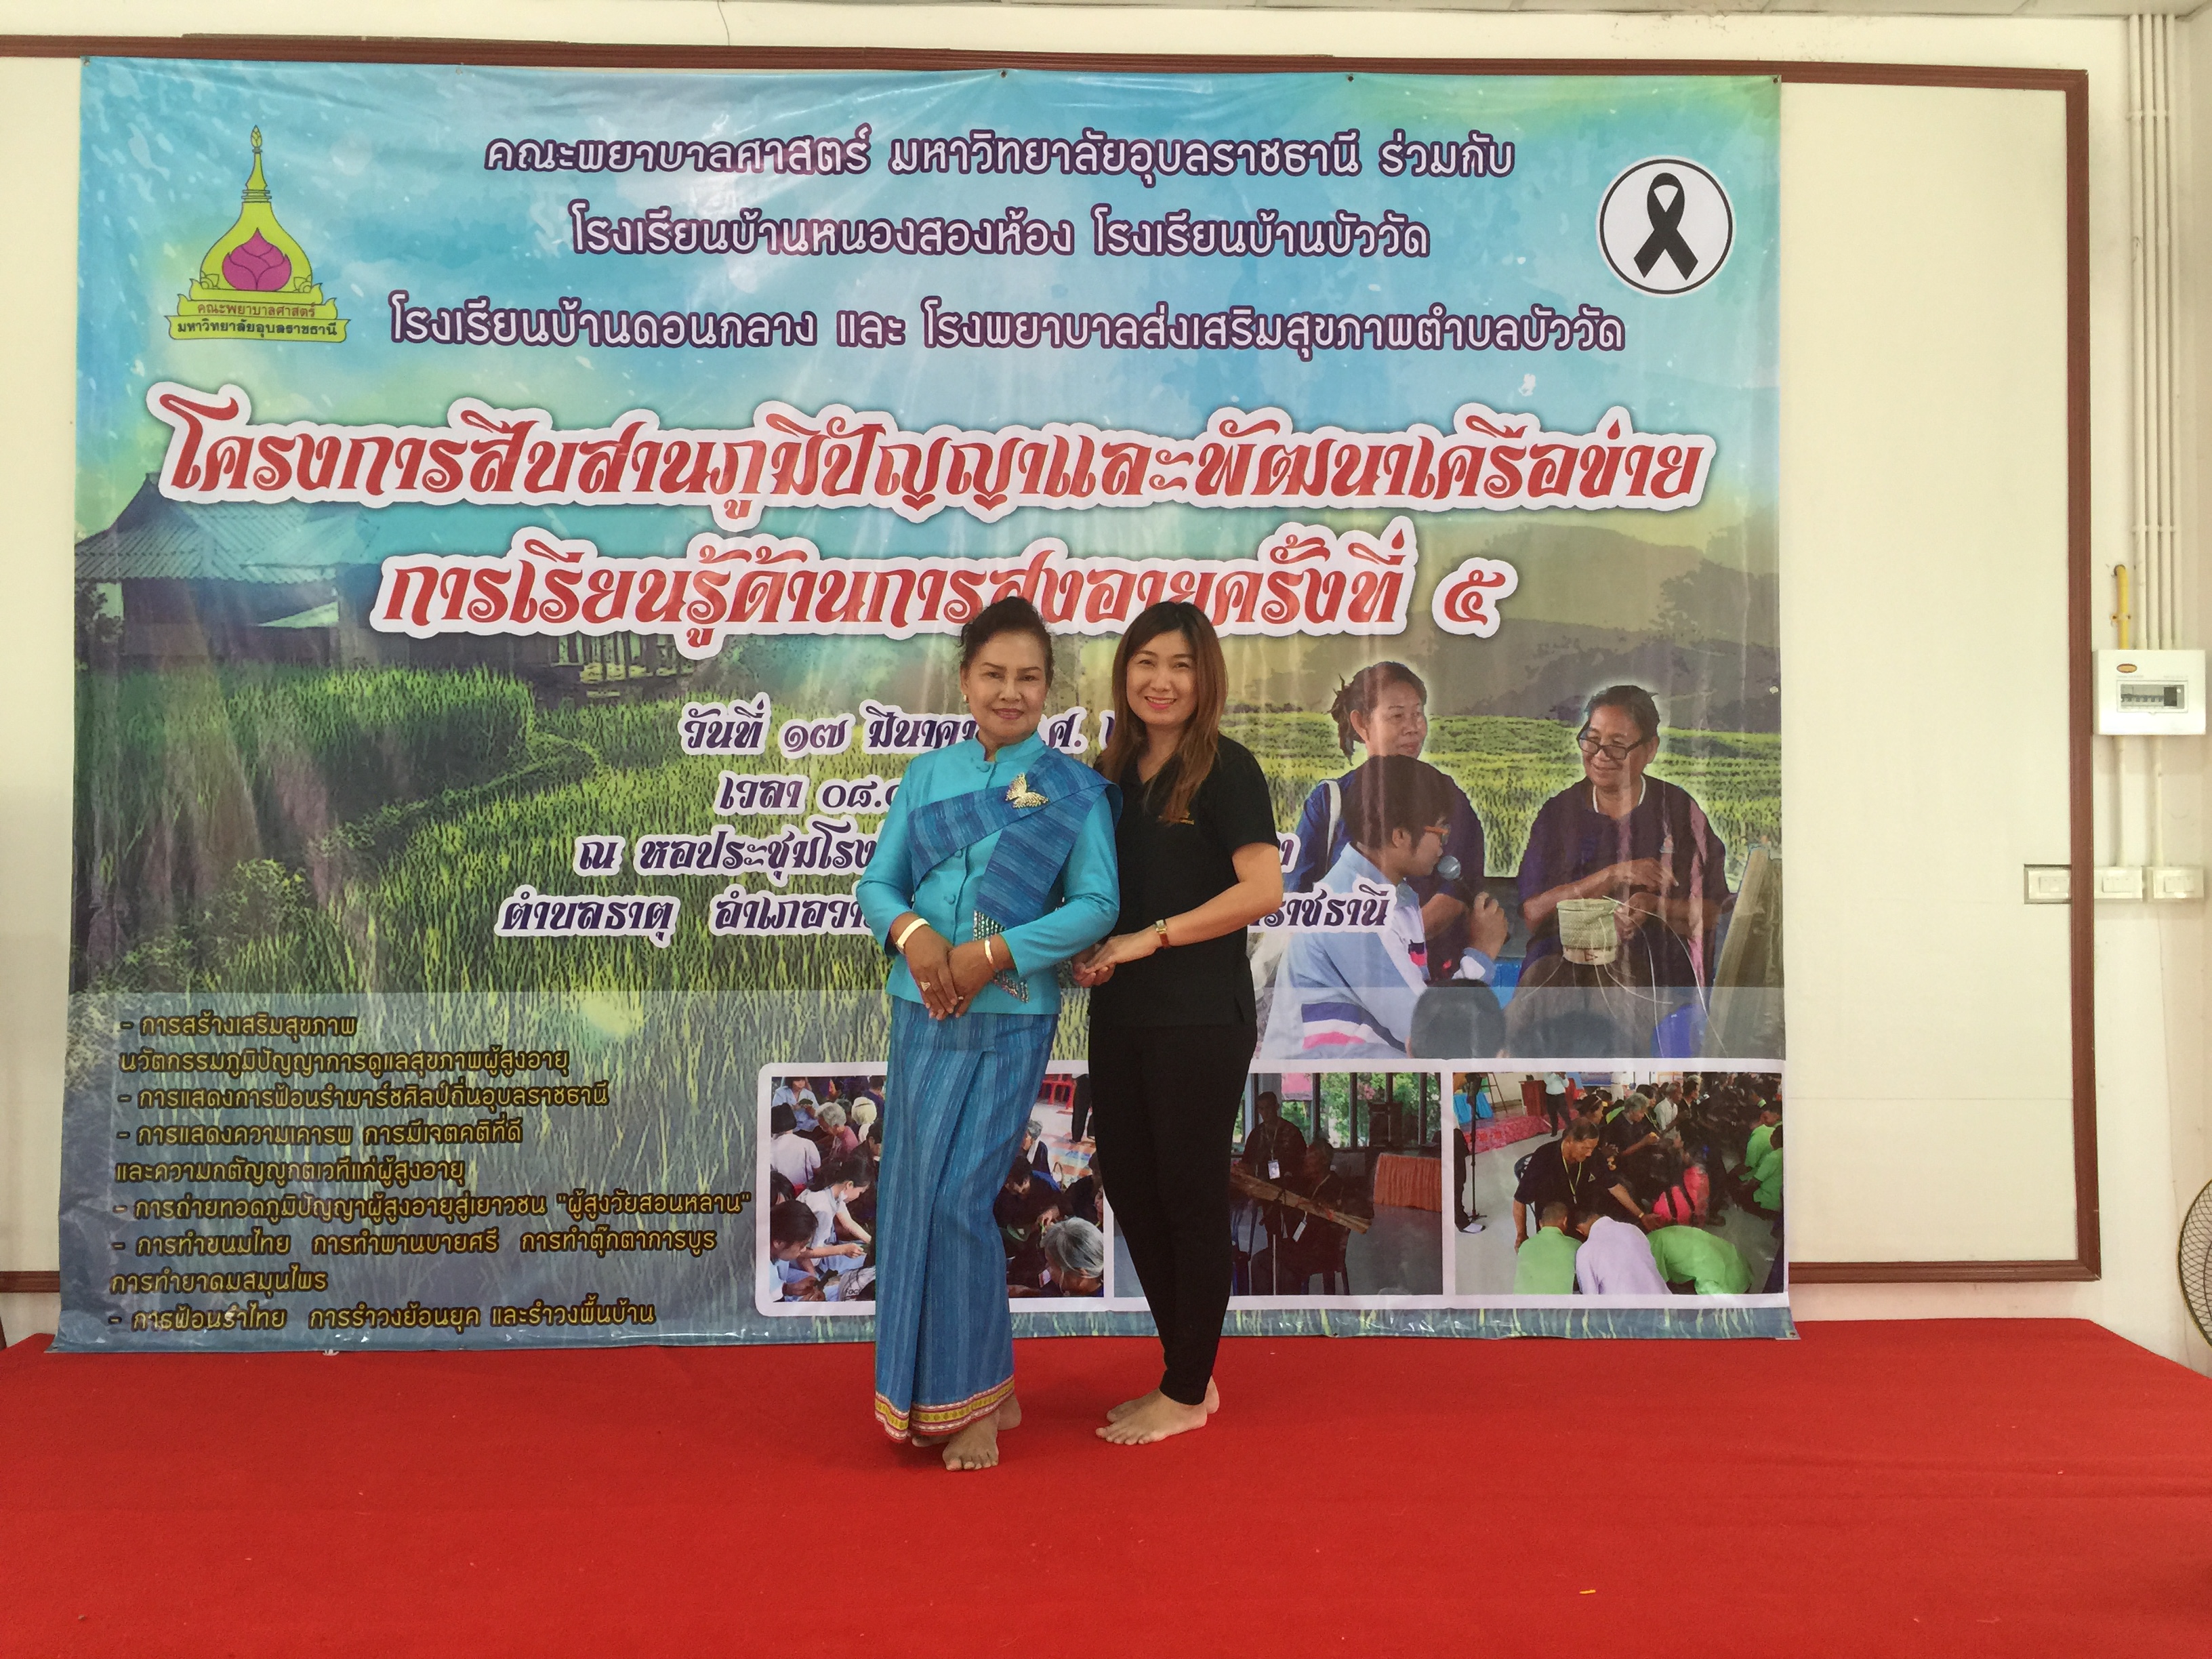 คณะพยาบาลศาสตร์ มหาวิทยาลัยอุบลราชธานี ร่วมกับ
โรงเรียนบ้านหนองสองห้อง โรงเรียนบ้านบัววัด
โรงเรียนบ้านดอนกลาง และ โรงพยาบาลส่งเสริมสุขภาพตำบลบัววัด
คณะพยาบาลศาสตร์
มหาวิทยาลัยอุบลราชธานี
โครงการสืบสานภูมิปัญญาและพัฒนาเครือข่าย
การเรียนรู้ด้านการสูงอายุครั้งที่ ๕
วันที่ ๑๗
เวลา
ณ
ตำบลธาตุ
- การสร้างเสริมสุขภาพ
นวัตกรรมภูมิปัญญาการดูแลสุขภาพผู้สูงอายุ
- การแสดงการฟ้อนรำมาร์ชศิลป์ถิ่นอุบลราชธานี
- การแสดงความเคารพ การมีเจตคติที่ดี
และความกตัญญูกตเวทีแก่ผู้สูงอายุ
- การถ่ายทอดภูมิปัญญาผู้สูงอายุสู่เยาวชน "ผู้สูงวัยสอนหลาน"
- การทำขนมไทย การทำพานบายศรี การทำตุ๊กตาการบูร
การทำยาดมสมุนไพร
- การฟ้อนรำไทย การรำวงย้อนยุค และรำวงพื้นบ้าน